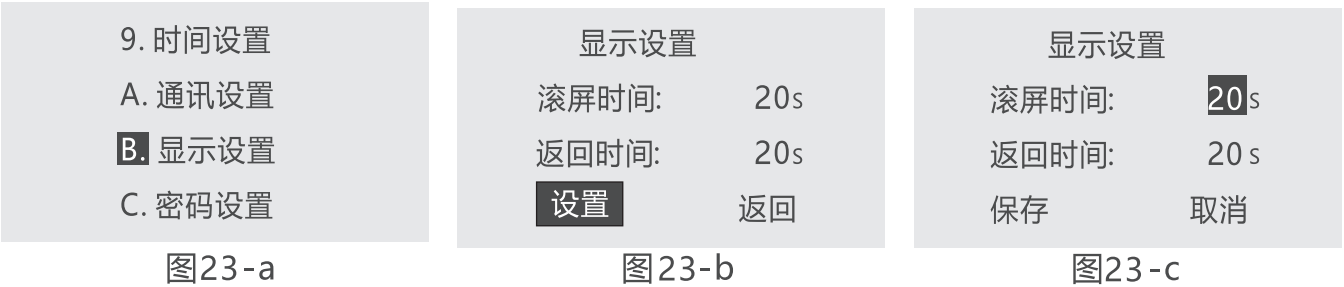 9. 时间设置
A. 通讯设置
B. 显示设置
C. 密码设置
图23-a
显示设置
滚屏时间: 20s
返回时间: 20s
设置 返回
图23-b
显示设置
滚屏时间: 20s
返回时间: 20s
保存 取消
图23-c